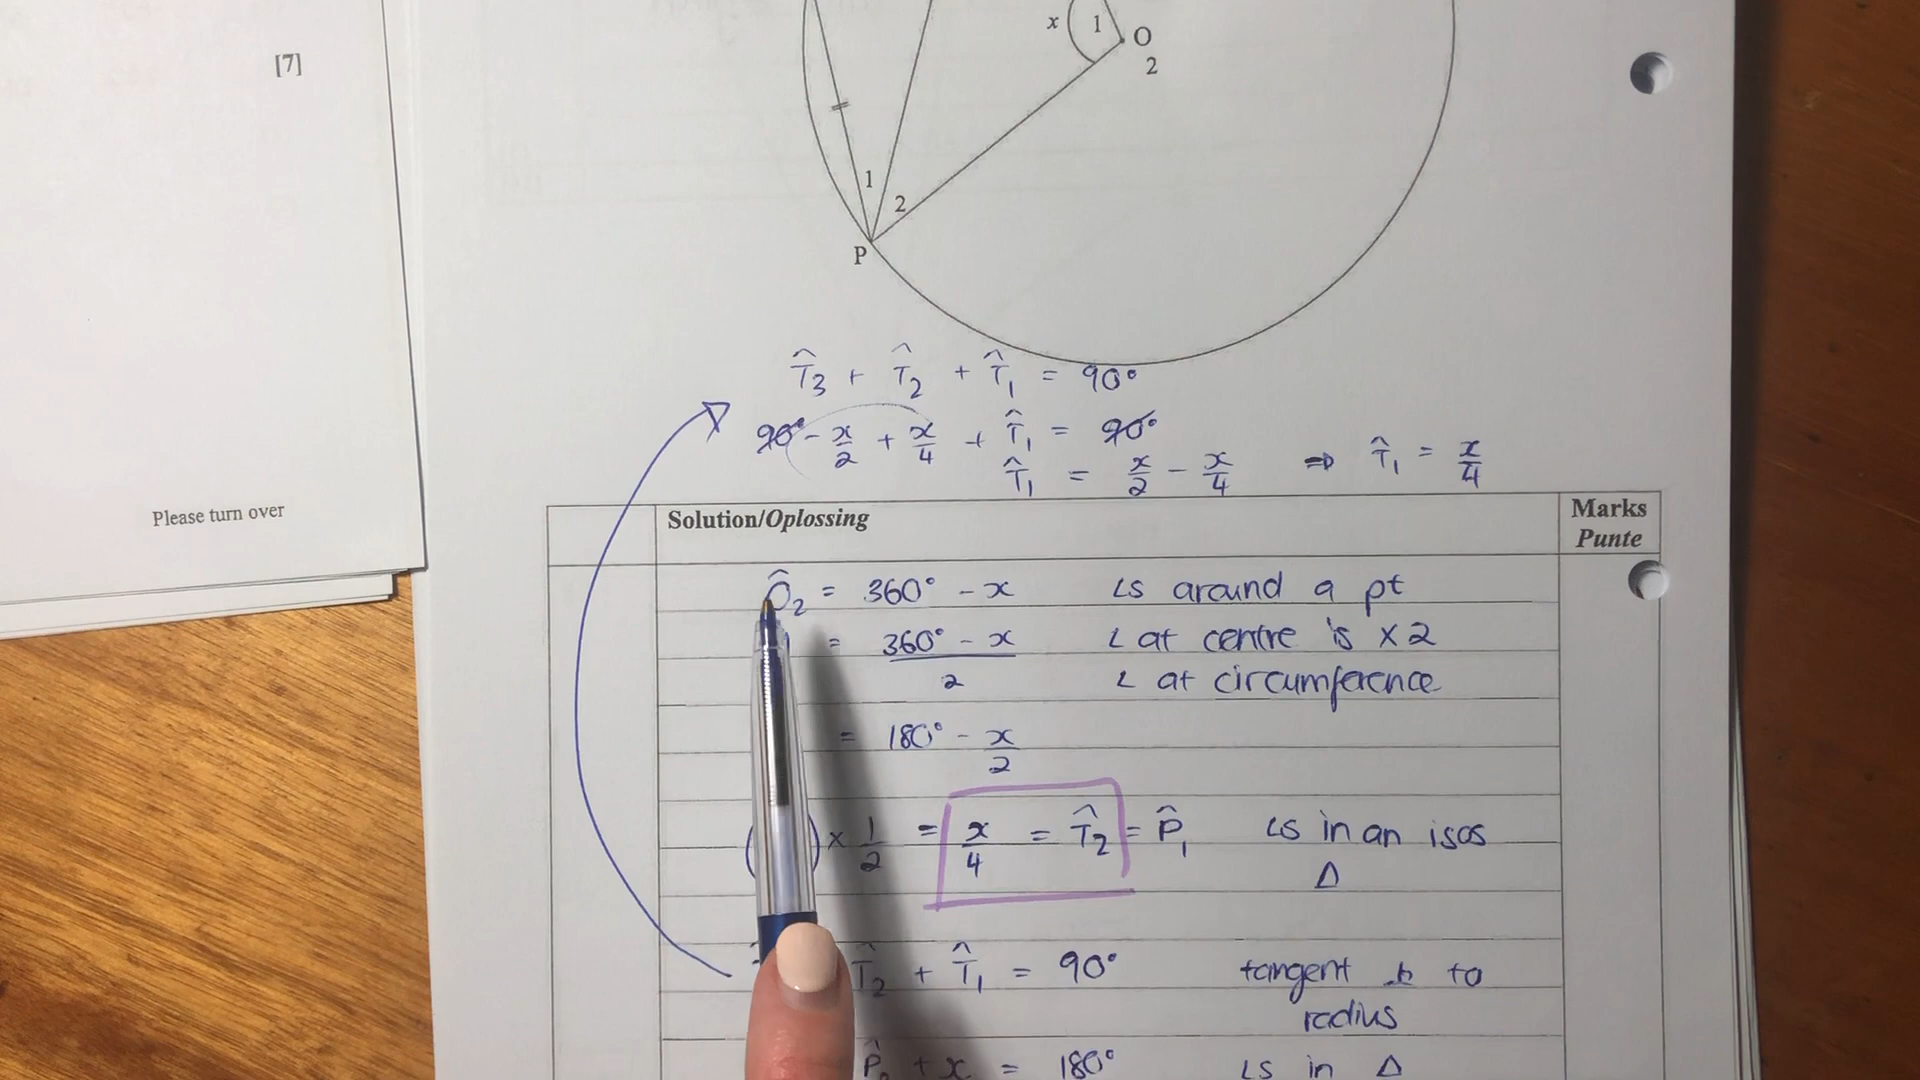 [7]
x 1 O
2
1
2
P
T̂₃ + T̂₂ + T̂₁ = 90°
90° - x/2 + x/4 + T̂₁ = 90°
T̂₁ = x/2 - x/4 ⇒ T̂₁ = x/4
Please turn over
Solution/Oplossing
Marks
Punte
Ô₂ = 360° - x ∠s around a pt
= 360° - x / 2 ∠ at centre is ×2
∠ at circumference
= 180° - x/2
× 1/2 = x/4 = T̂₂ = P̂₁ ∠s in an isos
Δ
T̂₂ + T̂₁ = 90° tangent ⊥ to
radius
P̂₂ + x = 180° ∠s in Δ